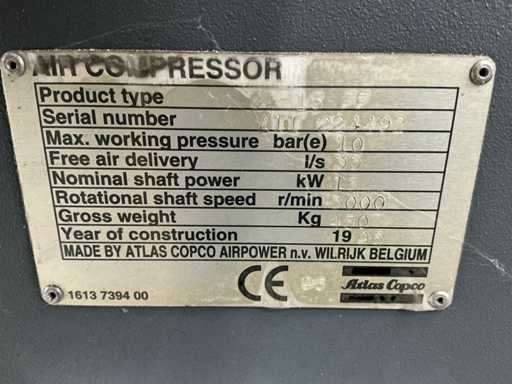 AIR COMPRESSOR
Product type
Serial number
Max. working pressure bar(e) 10
Free air delivery l/s
Nominal shaft power kW
Rotational shaft speed r/min
Gross weight Kg
Year of construction 19
MADE BY ATLAS COPCO AIRPOWER n.v. WILRIJK BELGIUM
1613 7394 00 CE Atlas Copco